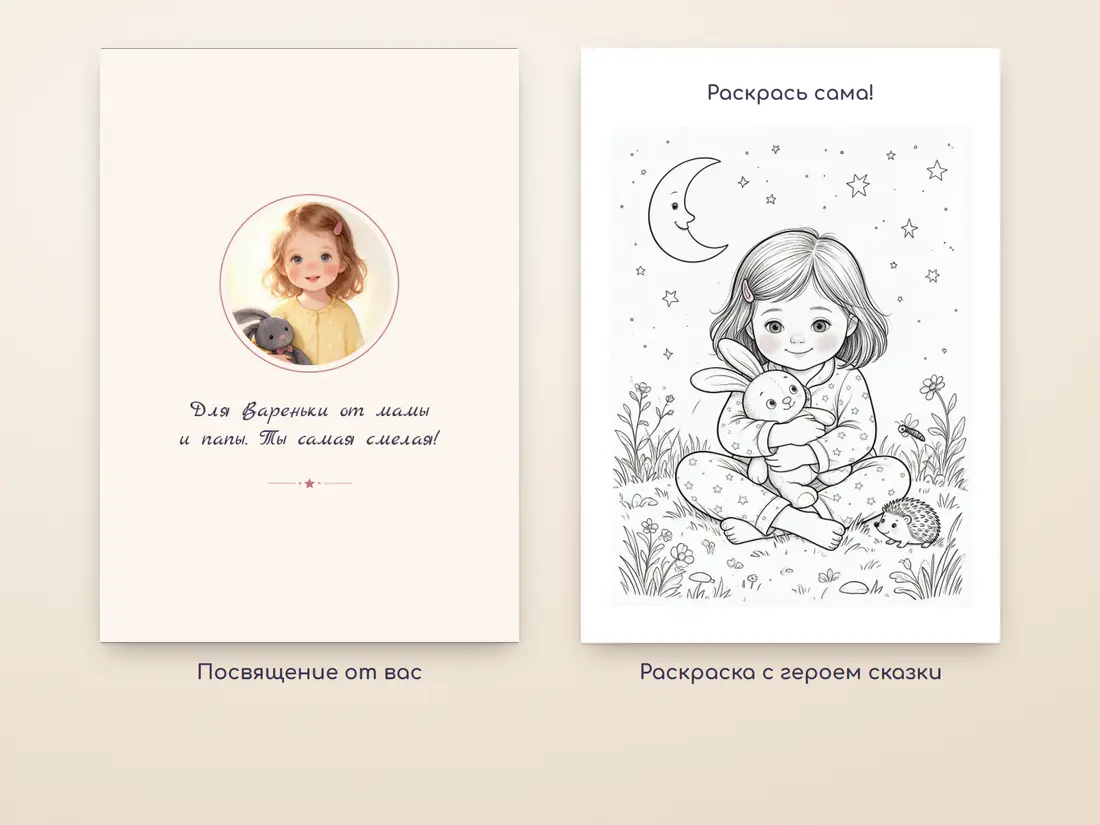 Для Вареньки от мамы
и папы. Ты самая смелая!
Посвящение от вас
Раскрась сама!
Раскраска с героем сказки